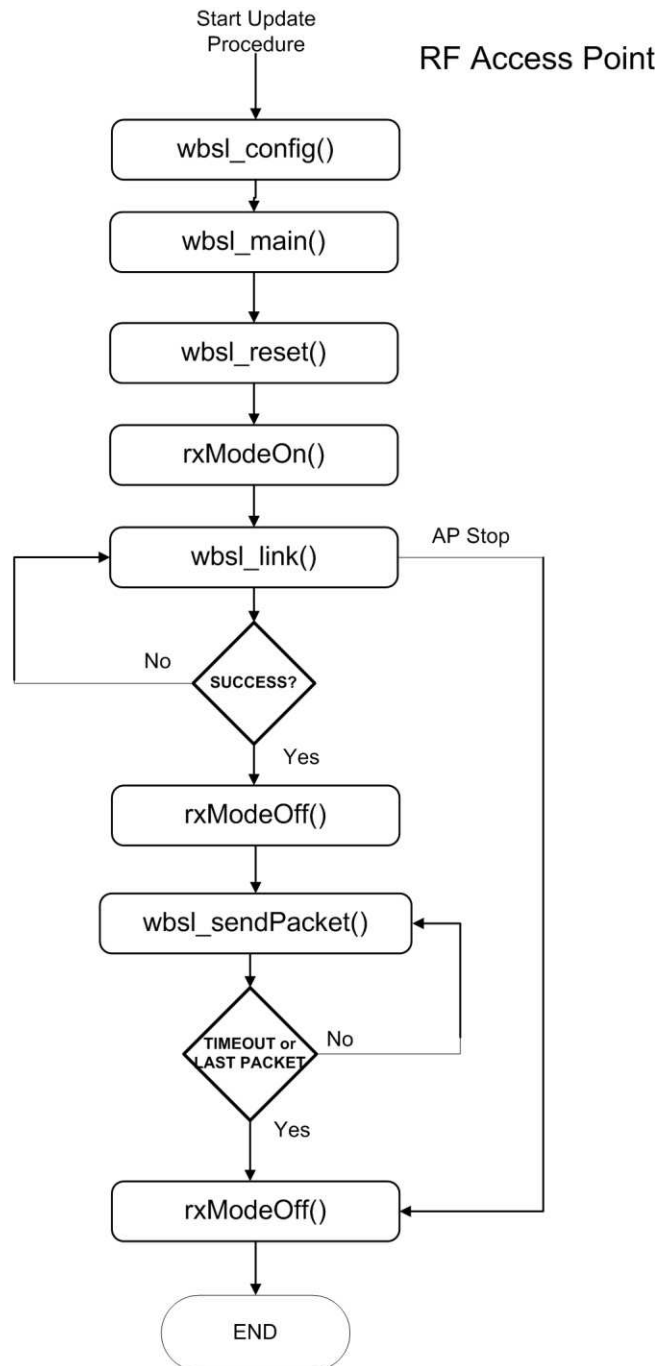 Start Update
Procedure
RF Access Point
wbsl_config()
wbsl_main()
wbsl_reset()
rxModeOn()
wbsl_link()
AP Stop
No
SUCCESS?
Yes
rxModeOff()
wbsl_sendPacket()
TIMEOUT or
LAST PACKET
No
Yes
rxModeOff()
END